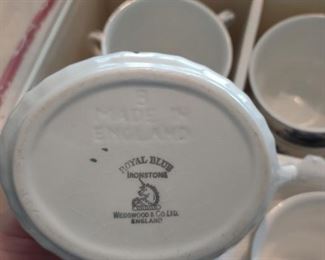 MADE IN
ENGLAND
ROYAL BLUE
IRONSTONE
WEDGWOOD & CO LTD.
ENGLAND